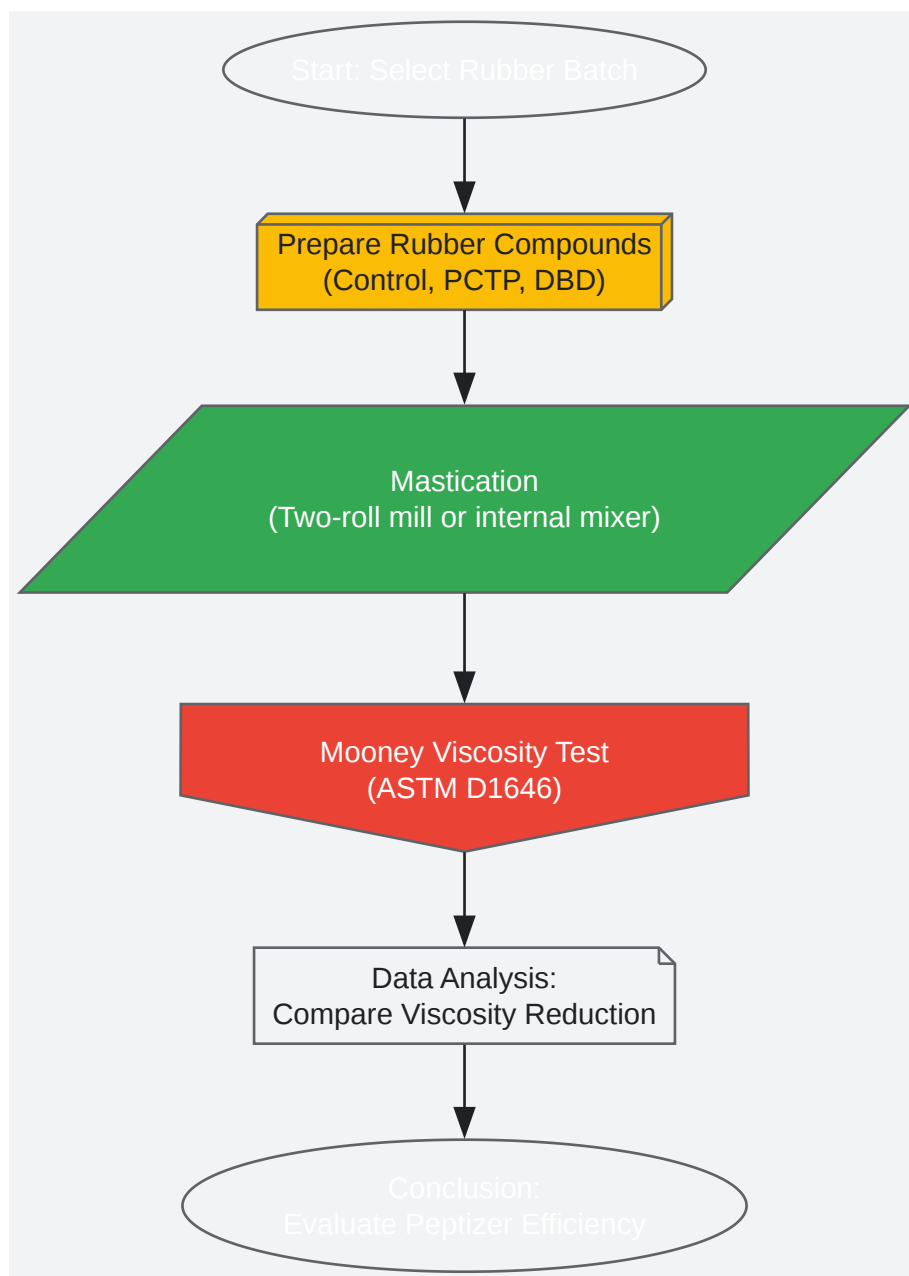 Start: Select Rubber Batch
Prepare Rubber Compounds
(Control, PCTP, DBD)
Mastication
(Two-roll mill or internal mixer)
Mooney Viscosity Test
(ASTM D1646)
Data Analysis:
Compare Viscosity Reduction
Conclusion:
Evaluate Peptizer Efficiency